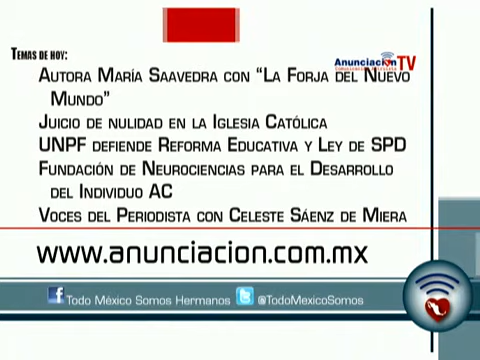 Temas de hoy:
Anunciación TV
Autora María Saavedra con “La Forja del Nuevo
Mundo”
Juicio de nulidad en la Iglesia Católica
UNPF defiende Reforma Educativa y Ley de SPD
Fundación de Neurociencias para el Desarrollo
del Individuo AC
Voces del Periodista con Celeste Sáenz de Miera
www.anunciacion.com.mx
Todo México Somos Hermanos @TodoMexicoSomos